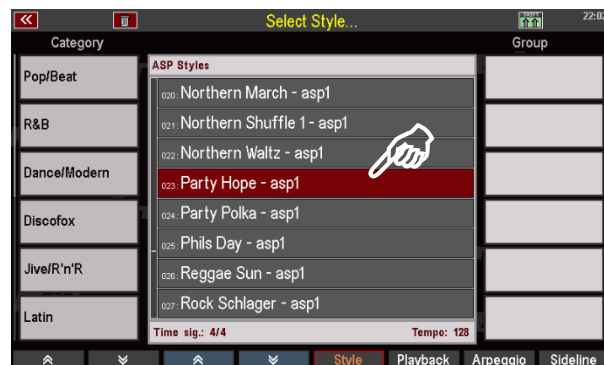 Select Style...
22:02
Category
Group
Pop/Beat
R&B
Dance/Modern
Discofox
Jive/R'n'R
Latin
ASP Styles
020: Northern March - asp1
021: Northern Shuffle 1 - asp1
022: Northern Waltz - asp1
023: Party Hope - asp1
024: Party Polka - asp1
025: Phils Day - asp1
026: Reggae Sun - asp1
027: Rock Schlager - asp1
Time sig.: 4/4 Tempo: 128
Style Playback Arpeggio Sideline